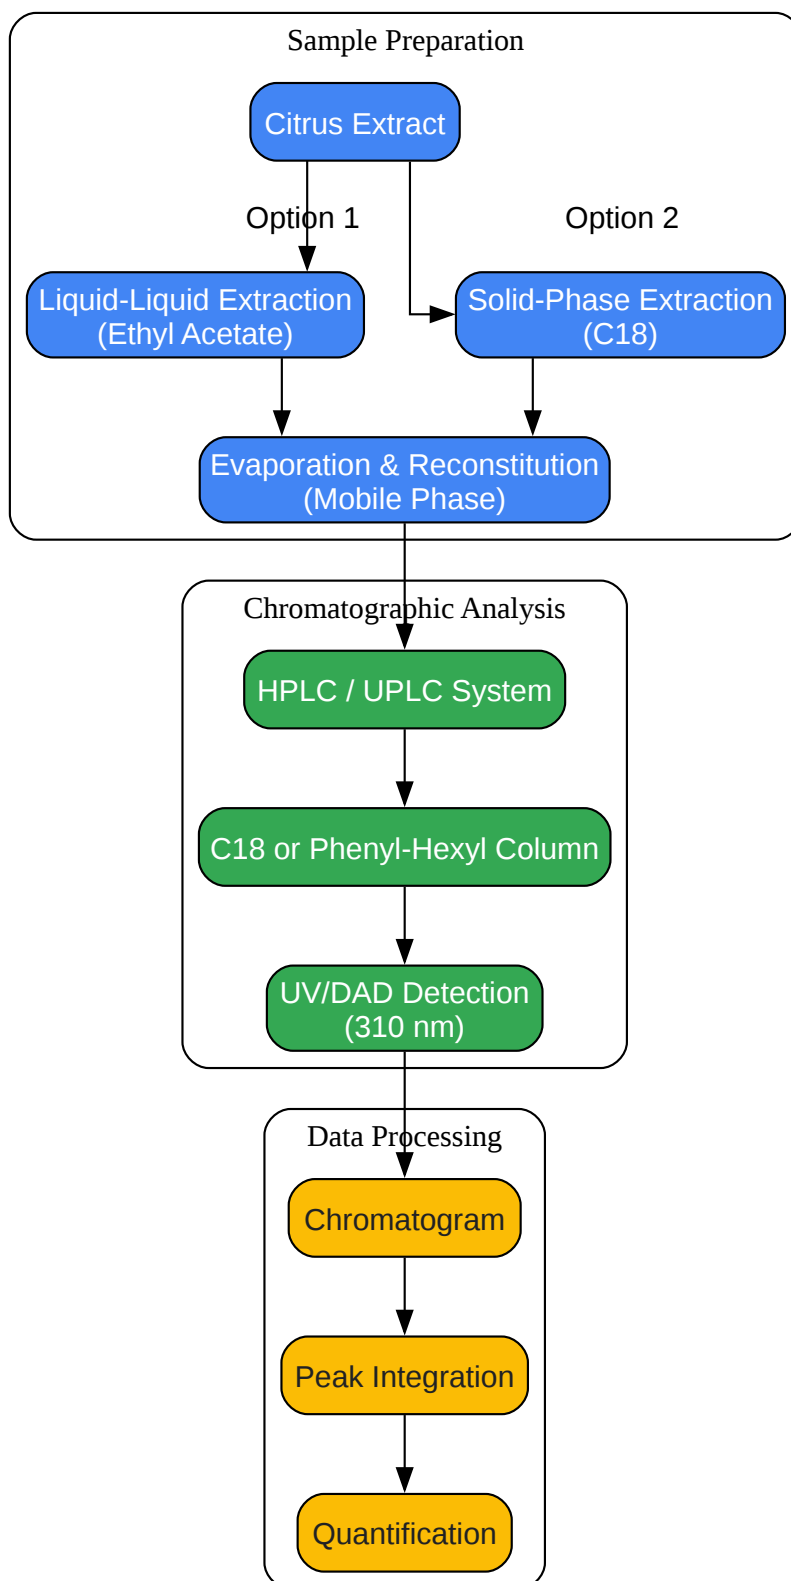 Sample Preparation
Citrus Extract
Option 1
Option 2
Liquid-Liquid Extraction
(Ethyl Acetate)
Solid-Phase Extraction
(C18)
Evaporation & Reconstitution
(Mobile Phase)
Chromatographic Analysis
HPLC / UPLC System
C18 or Phenyl-Hexyl Column
UV/DAD Detection
(310 nm)
Data Processing
Chromatogram
Peak Integration
Quantification